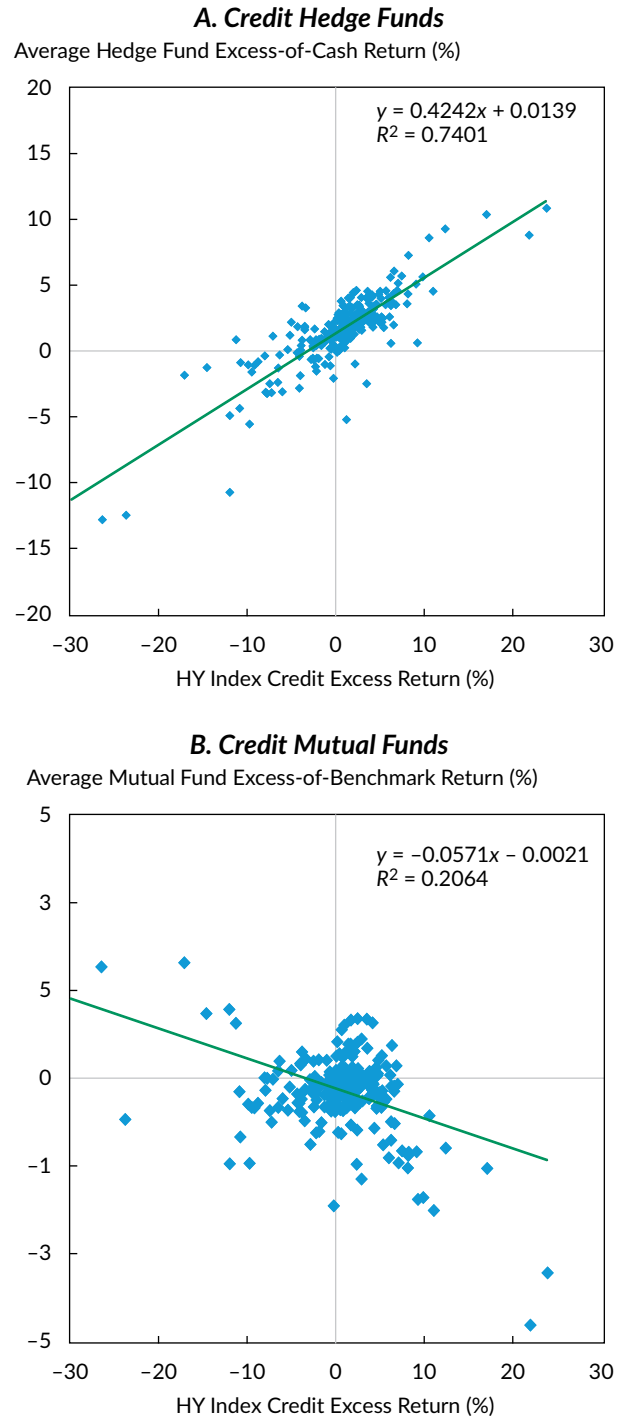 A. Credit Hedge Funds
Average Hedge Fund Excess-of-Cash Return (%)
20
y = 0.4242x + 0.0139
R² = 0.7401
15
10
5
0
–5
–10
–15
–20
–30 –20 –10 0 10 20 30
HY Index Credit Excess Return (%)
B. Credit Mutual Funds
Average Mutual Fund Excess-of-Benchmark Return (%)
5
y = –0.0571x – 0.0021
R² = 0.2064
3
5
0
–1
–3
–5
–30 –20 –10 0 10 20 30
HY Index Credit Excess Return (%)